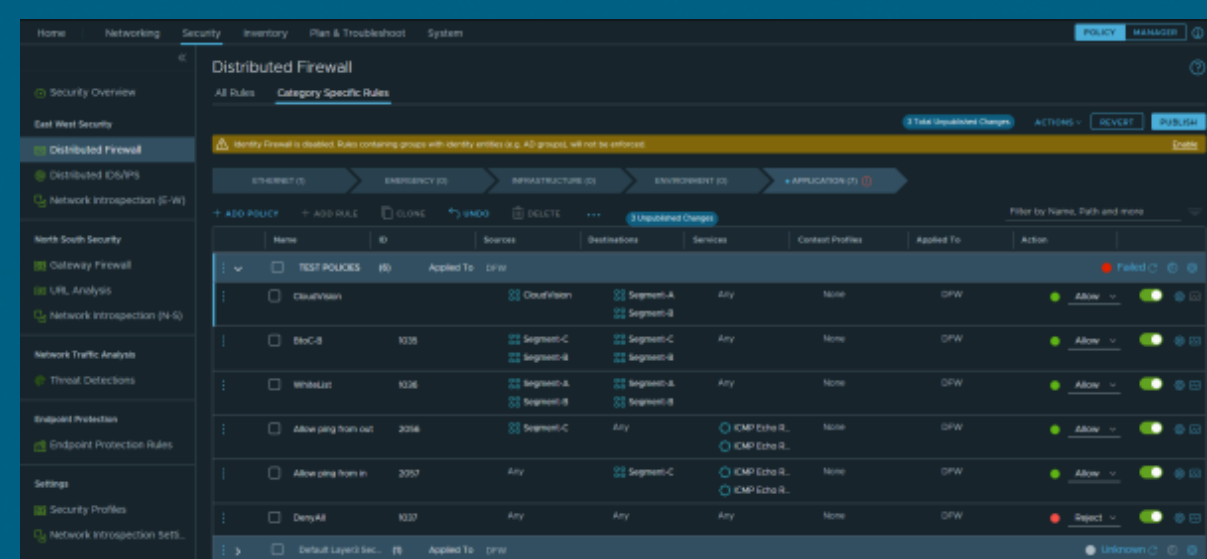 Home Networking Security Inventory Plan & Troubleshoot System POLICY MANAGER
Distributed Firewall
All Rules Category Specific Rules
Security Overview
East West Security
Distributed Firewall
Distributed IDS/IPS
Network Introspection (E-W)
North South Security
Gateway Firewall
URL Analysis
Network Introspection (N-S)
Network Traffic Analysis
Threat Detections
Endpoint Protection
Endpoint Protection Rules
Settings
Security Profiles
Network Introspection Setti...
3 Total Unpublished Changes ACTIONS REVERT PUBLISH
Identity Firewall is disabled. Rules containing groups with identity entities (e.g. AD groups), will not be enforced. Enable
ETHERNET (1) EMERGENCY (0) INFRASTRUCTURE (0) ENVIRONMENT (0) APPLICATION (7)
+ ADD POLICY + ADD RULE CLONE UNDO DELETE ... 3 Unpublished Changes Filter by Name, Path and more
Name ID Sources Destinations Services Context Profiles Applied To Action
TEST POLICIES (6) Applied To DFW Failed
CloudVision CloudVision Segment-A Any None DFW Allow
Segment-B
BtoC-B 1035 Segment-C Segment-C Any None DFW Allow
Segment-B Segment-B
WhiteList 1036 Segment-A Segment-A Any None DFW Allow
Segment-B Segment-B
Allow ping from out 2056 Segment-C Any ICMP Echo R... None DFW Allow
ICMP Echo R...
Allow ping from in 2057 Any Segment-C ICMP Echo R... None DFW Allow
ICMP Echo R...
DenyAll 1037 Any Any Any None DFW Reject
Default Layer3 Sec... (1) Applied To DFW Unknown